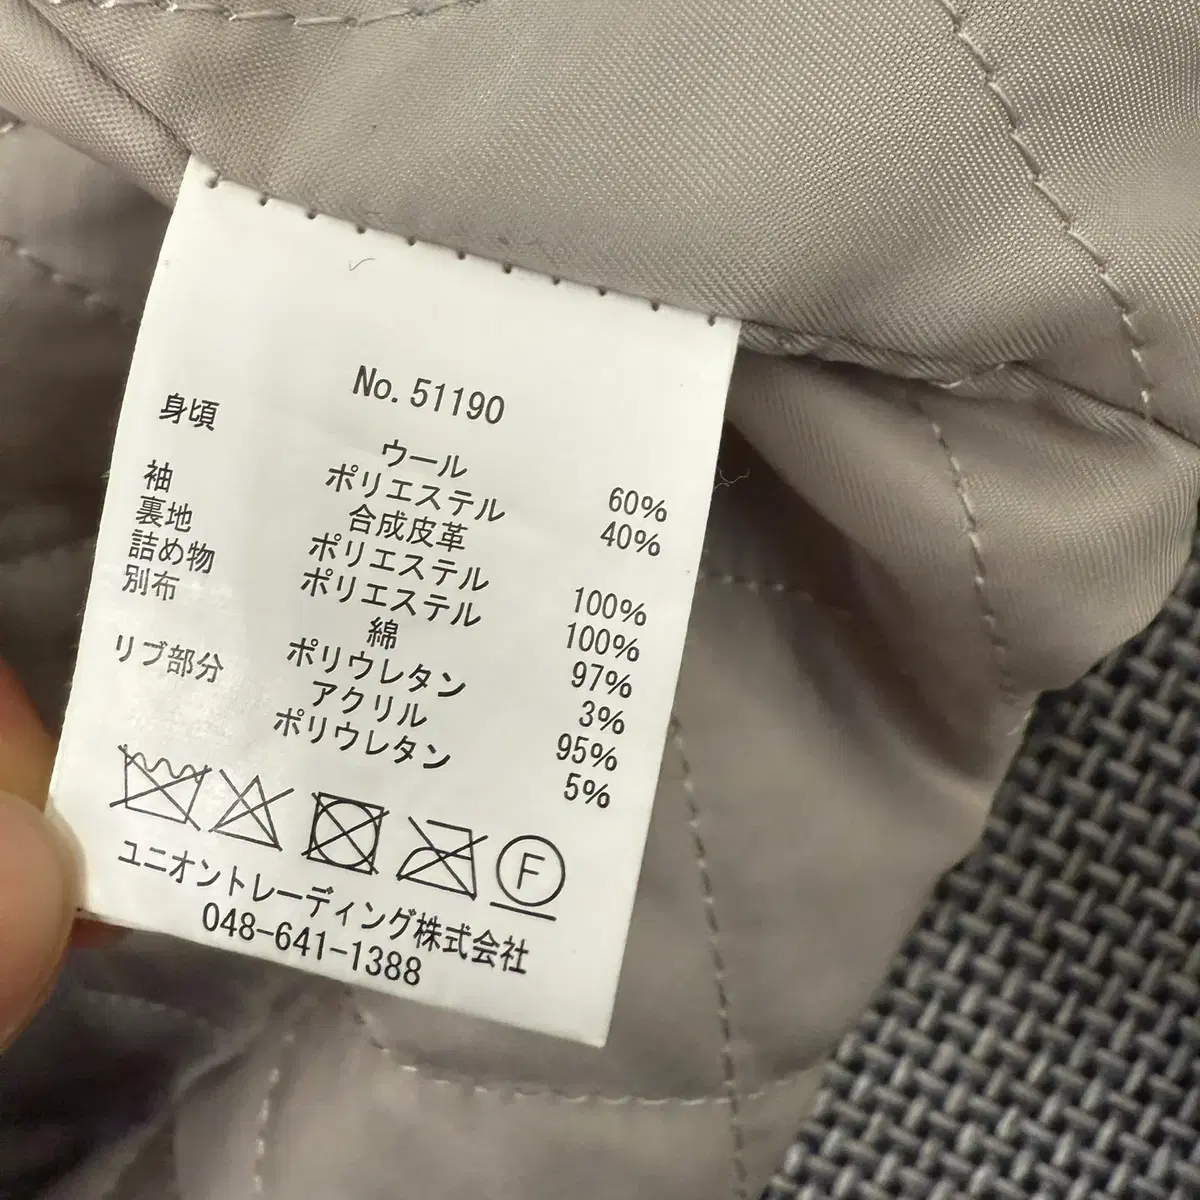 No. 51190
身頃 ウール 60%
ポリエステル 40%
袖 合成皮革
裏地 ポリエステル 100%
詰め物 ポリエステル 100%
別布 綿 97%
ポリウレタン 3%
リブ部分 アクリル 95%
ポリウレタン 5%
F
ユニオントレーディング株式会社
048-641-1388